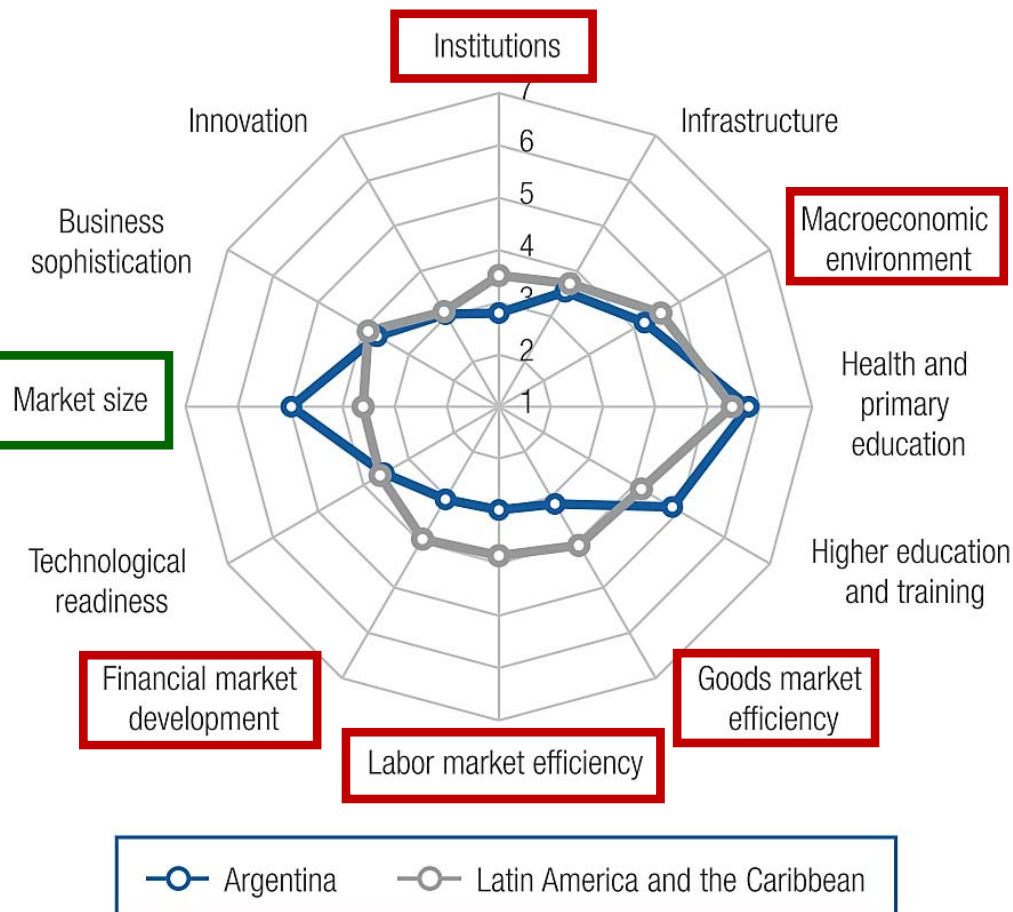 Institutions
Innovation
Infrastructure
Business
sophistication
Macroeconomic
environment
Market size
Health and
primary
education
7
6
5
4
3
2
1
Technological
readiness
Higher education
and training
Financial market
development
Goods market
efficiency
Labor market efficiency
Argentina
Latin America and the Caribbean